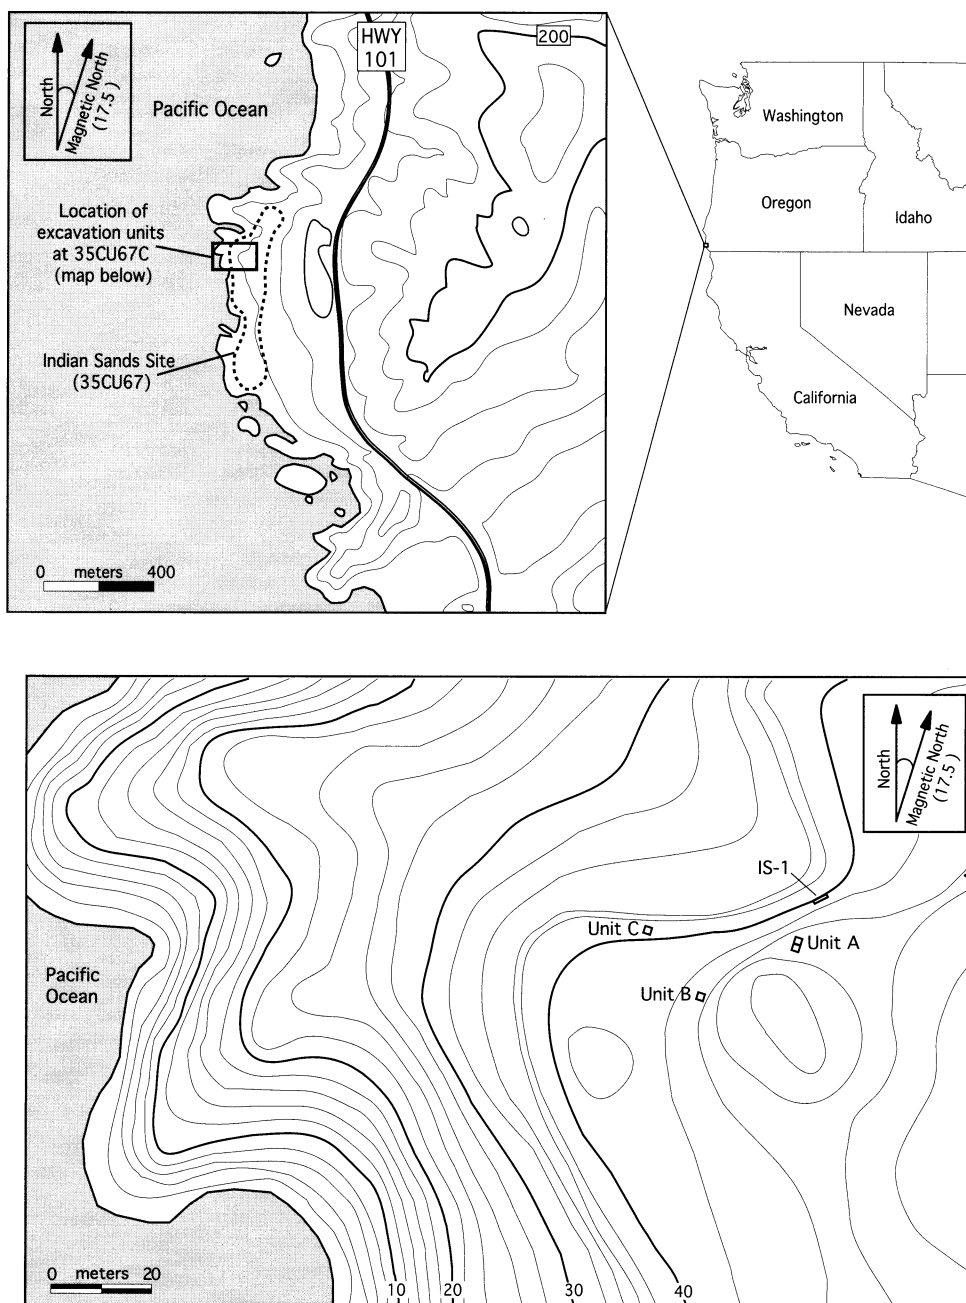 HWY
101
200
North
Magnetic North
(17.5 )
Pacific Ocean
Washington
Oregon
Idaho
Nevada
California
Location of
excavation units
at 35CU67C
(map below)
Indian Sands Site
(35CU67)
0 meters 400
North
Magnetic North
(17.5 )
IS-1
Unit C
Unit A
Unit B
Pacific
Ocean
0 meters 20
10
20
30
40